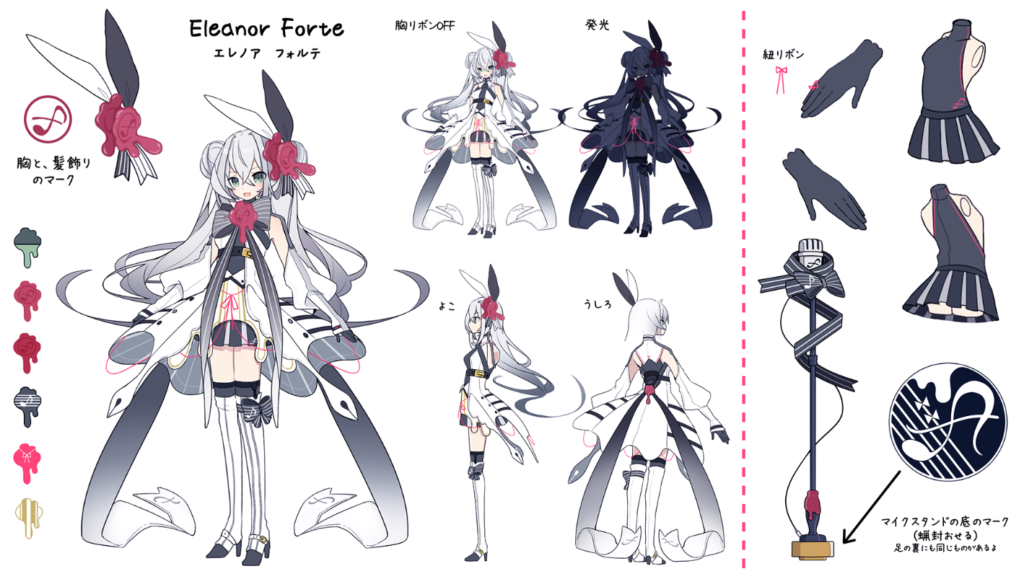 Eleanor Forte
エレノア フォルテ
胸と、髪飾り
のマーク
胸リボンOFF
発光
よこ
うしろ
紐リボン
マイクスタンドの底のマーク
(蝋封おせる)
足の裏にも同じものがあるよ